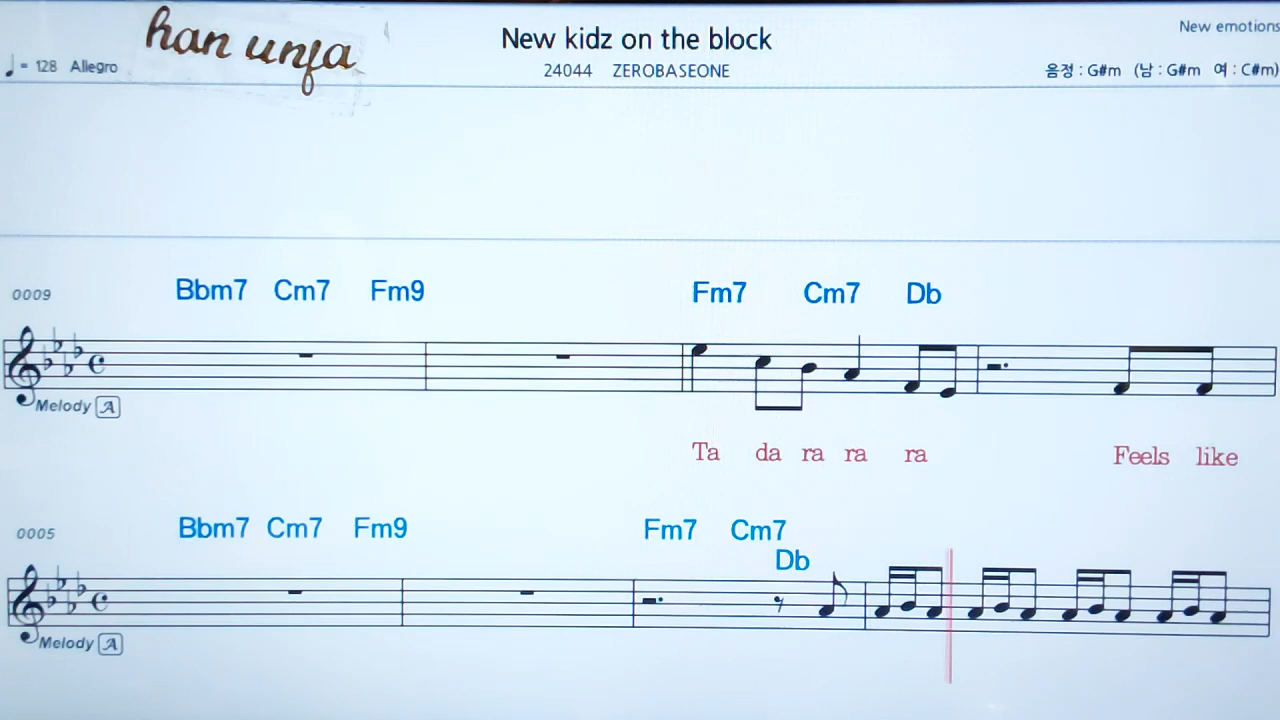 han unfa
New kidz on the block
New emotions
♩= 128 Allegro
24044 ZEROBASEONE
음정 : G#m (남 : G#m 여 : C#m)
0009
Bbm7 Cm7 Fm9 Fm7 Cm7 Db
Melody A
Ta da ra ra ra Feels like
0005
Bbm7 Cm7 Fm9 Fm7 Cm7
Db
Melody A